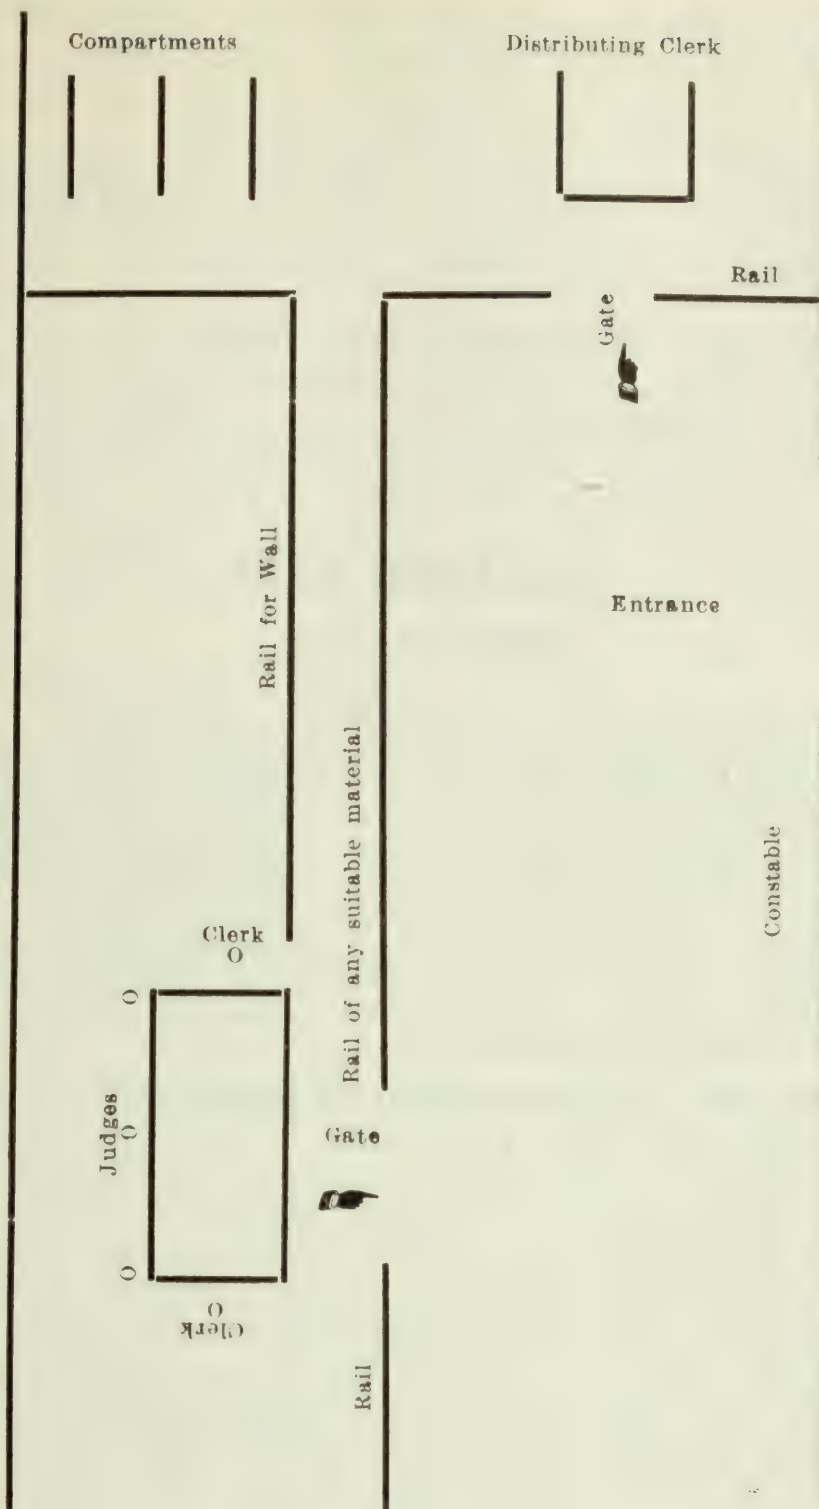 Compartments
Distributing Clerk
Rail
Gate
Rail for Wall
Entrance
Rail of any suitable material
Constable
Clerk
O
O
Judges
O
Gate
O
O
Clerk
Rail